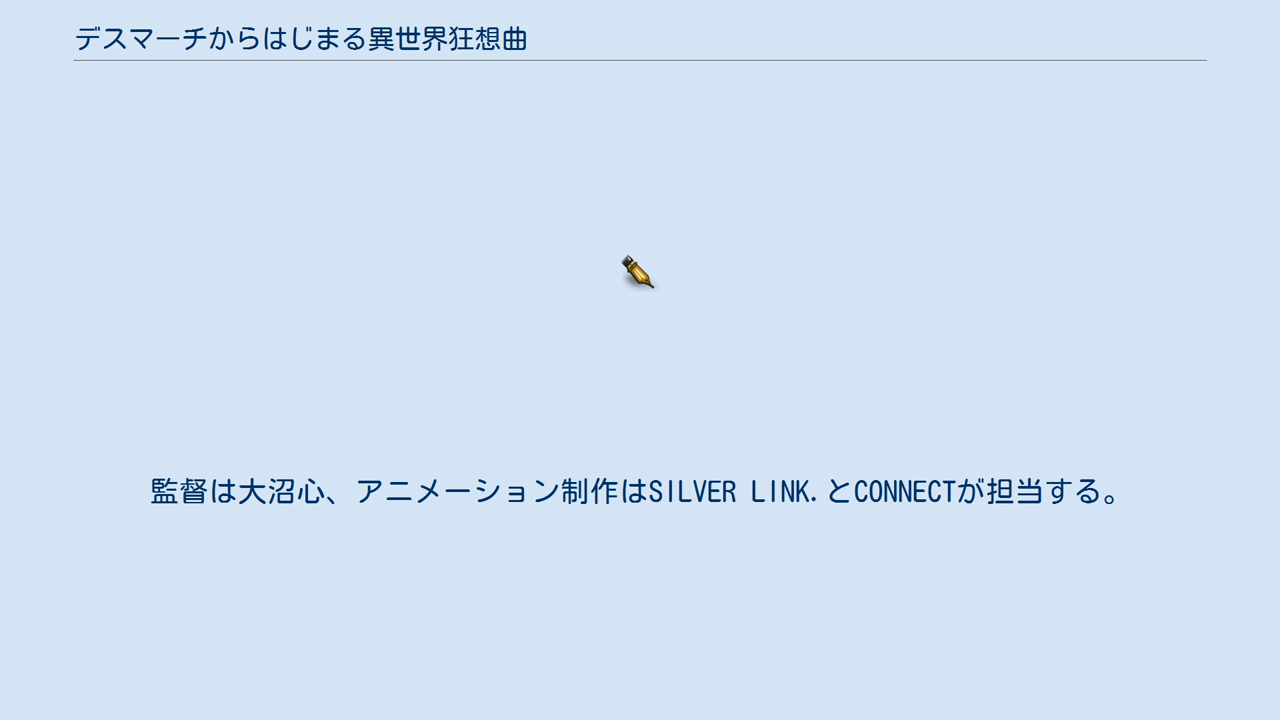 デスマーチからはじまる異世界狂想曲
監督は大沼心、アニメーション制作はSILVER LINK.とCONNECTが担当する。